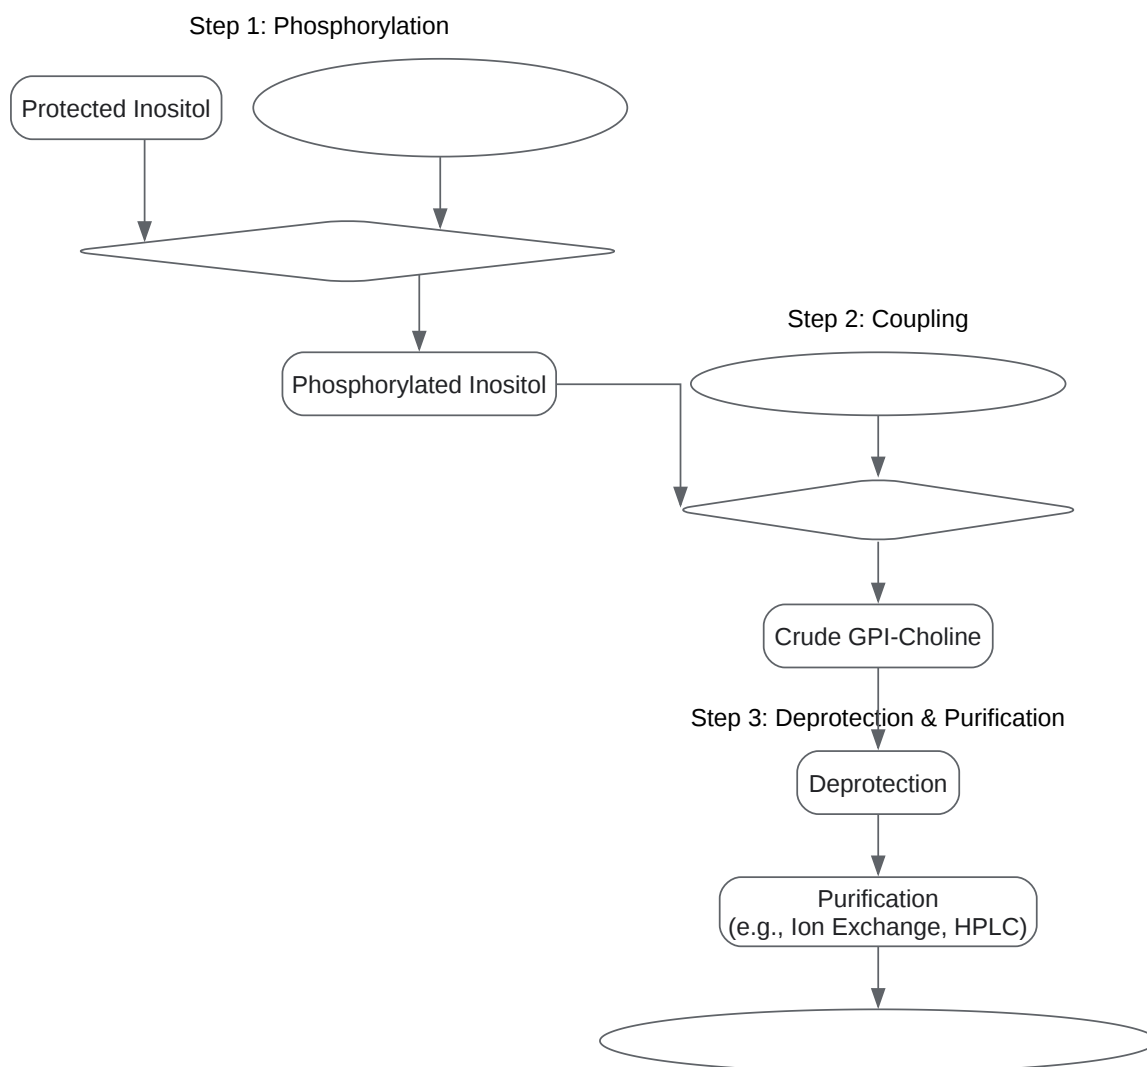 Step 1: Phosphorylation
Protected Inositol
Step 2: Coupling
Phosphorylated Inositol
Crude GPI-Choline
Step 3: Deprotection & Purification
Deprotection
Purification
(e.g., Ion Exchange, HPLC)